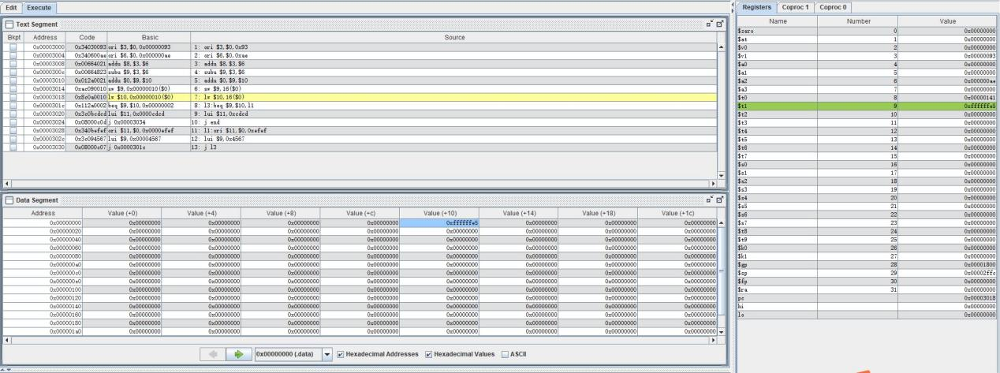 Edit Execute
Text Segment
Bkpt Address Code Basic Source
0x00003000 0x34030093 ori $3,$0,0x00000093 1: ori $3,$0,0x93
0x00003004 0x340600ae ori $6,$0,0x000000ae 2: ori $6,$0,0xae
0x00003008 0x00664021 addu $8,$3,$6 3: addu $8,$3,$6
0x0000300c 0x00664823 subu $9,$3,$6 4: subu $9,$3,$6
0x00003010 0x012a0021 addu $0,$9,$10 5: addu $0,$9,$10
0x00003014 0xac090010 sw $9,0x00000010($0) 6: sw $9,16($0)
0x00003018 0x8c0a0010 lw $10,0x00000010($0) 7: lw $10,16($0)
0x0000301c 0x112a0002 beq $9,$10,0x00000002 8: l3:beq $9,$10,l1
0x00003020 0x3c0bcdcd lui $11,0x0000cdcd 9: lui $11,0xcdcd
0x00003024 0x08000c0d j 0x00003034 10: j end
0x00003028 0x340befef ori $11,$0,0x0000efef 11: l1:ori $11,$0,0xefef
0x0000302c 0x3c094567 lui $9,0x00004567 12: lui $9,0x4567
0x00003030 0x08000c07 j 0x0000301c 13: j l3
Data Segment
Address Value (+0) Value (+4) Value (+8) Value (+c) Value (+10) Value (+14) Value (+18) Value (+1c)
0x00000000 0x00000000 0x00000000 0x00000000 0x00000000 0xffffffe5 0x00000000 0x00000000 0x00000000
0x00000020 0x00000000 0x00000000 0x00000000 0x00000000 0x00000000 0x00000000 0x00000000 0x00000000
0x00000040 0x00000000 0x00000000 0x00000000 0x00000000 0x00000000 0x00000000 0x00000000 0x00000000
0x00000060 0x00000000 0x00000000 0x00000000 0x00000000 0x00000000 0x00000000 0x00000000 0x00000000
0x00000080 0x00000000 0x00000000 0x00000000 0x00000000 0x00000000 0x00000000 0x00000000 0x00000000
0x000000a0 0x00000000 0x00000000 0x00000000 0x00000000 0x00000000 0x00000000 0x00000000 0x00000000
0x000000c0 0x00000000 0x00000000 0x00000000 0x00000000 0x00000000 0x00000000 0x00000000 0x00000000
0x000000e0 0x00000000 0x00000000 0x00000000 0x00000000 0x00000000 0x00000000 0x00000000 0x00000000
0x00000100 0x00000000 0x00000000 0x00000000 0x00000000 0x00000000 0x00000000 0x00000000 0x00000000
0x00000120 0x00000000 0x00000000 0x00000000 0x00000000 0x00000000 0x00000000 0x00000000 0x00000000
0x00000140 0x00000000 0x00000000 0x00000000 0x00000000 0x00000000 0x00000000 0x00000000 0x00000000
0x00000160 0x00000000 0x00000000 0x00000000 0x00000000 0x00000000 0x00000000 0x00000000 0x00000000
0x00000180 0x00000000 0x00000000 0x00000000 0x00000000 0x00000000 0x00000000 0x00000000 0x00000000
0x000001a0 0x00000000 0x00000000 0x00000000 0x00000000 0x00000000 0x00000000 0x00000000 0x00000000
0x00000000 (.data) Hexadecimal Addresses Hexadecimal Values ASCII
Registers Coproc 1 Coproc 0
Name Number Value
$zero 0 0x00000000
$at 1 0x00000000
$v0 2 0x00000000
$v1 3 0x00000093
$a0 4 0x00000000
$a1 5 0x00000000
$a2 6 0x000000ae
$a3 7 0x00000000
$t0 8 0x00000141
$t1 9 0xffffffe5
$t2 10 0x00000000
$t3 11 0x00000000
$t4 12 0x00000000
$t5 13 0x00000000
$t6 14 0x00000000
$t7 15 0x00000000
$s0 16 0x00000000
$s1 17 0x00000000
$s2 18 0x00000000
$s3 19 0x00000000
$s4 20 0x00000000
$s5 21 0x00000000
$s6 22 0x00000000
$s7 23 0x00000000
$t8 24 0x00000000
$t9 25 0x00000000
$k0 26 0x00000000
$k1 27 0x00000000
$gp 28 0x00001800
$sp 29 0x00002ffc
$fp 30 0x00000000
$ra 31 0x00000000
pc 0x00003018
hi 0x00000000
lo 0x00000000